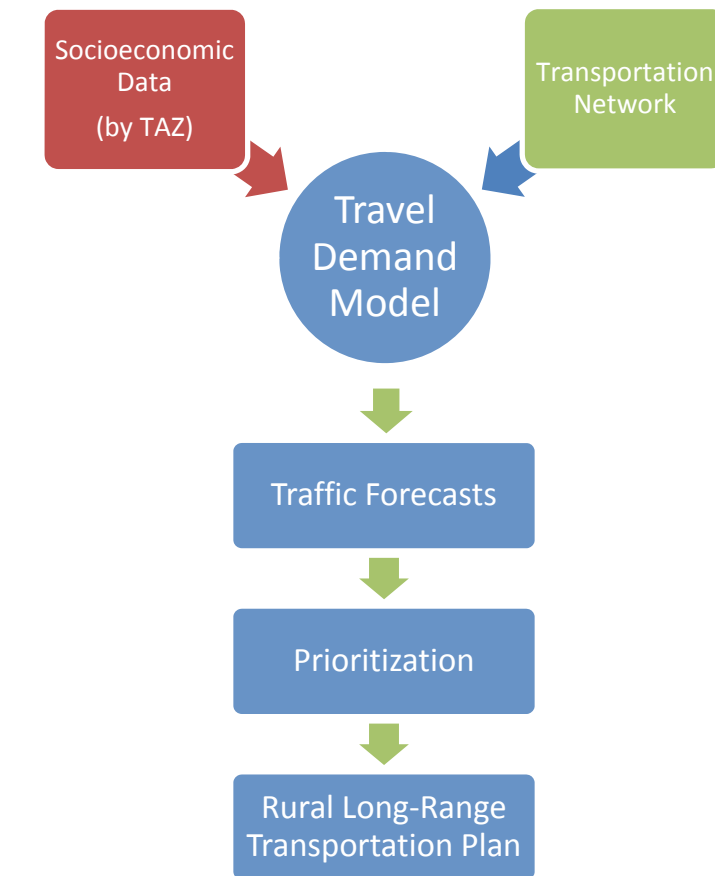 Socioeconomic
Data
(by TAZ)
Transportation
Network
Travel
Demand
Model
Traffic Forecasts
Prioritization
Rural Long-Range
Transportation Plan